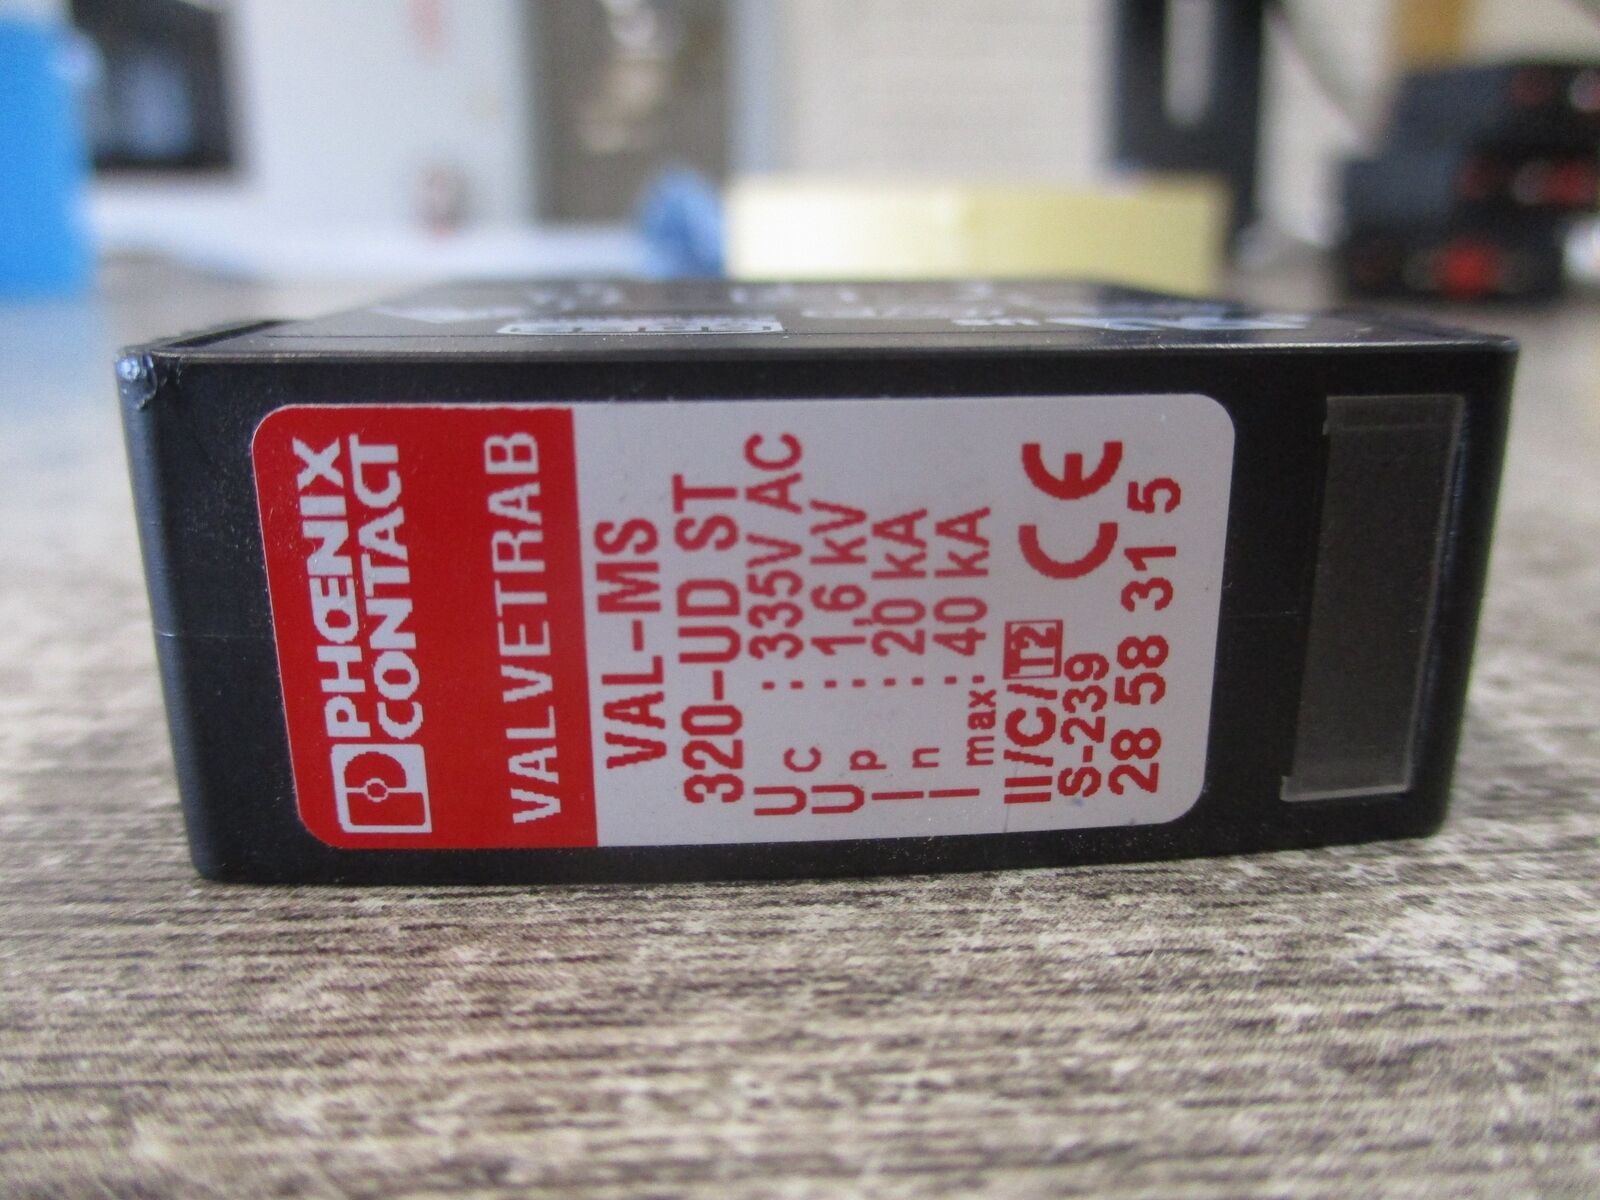 PHŒNIX
CONTACT
VALVETRAB
VAL-MS
320-UD ST
UC : 335V AC
Up : 1,6 kV
In : 20 kA
Imax : 40 kA
II/C/T2 CE
S-239
28 58 31 5